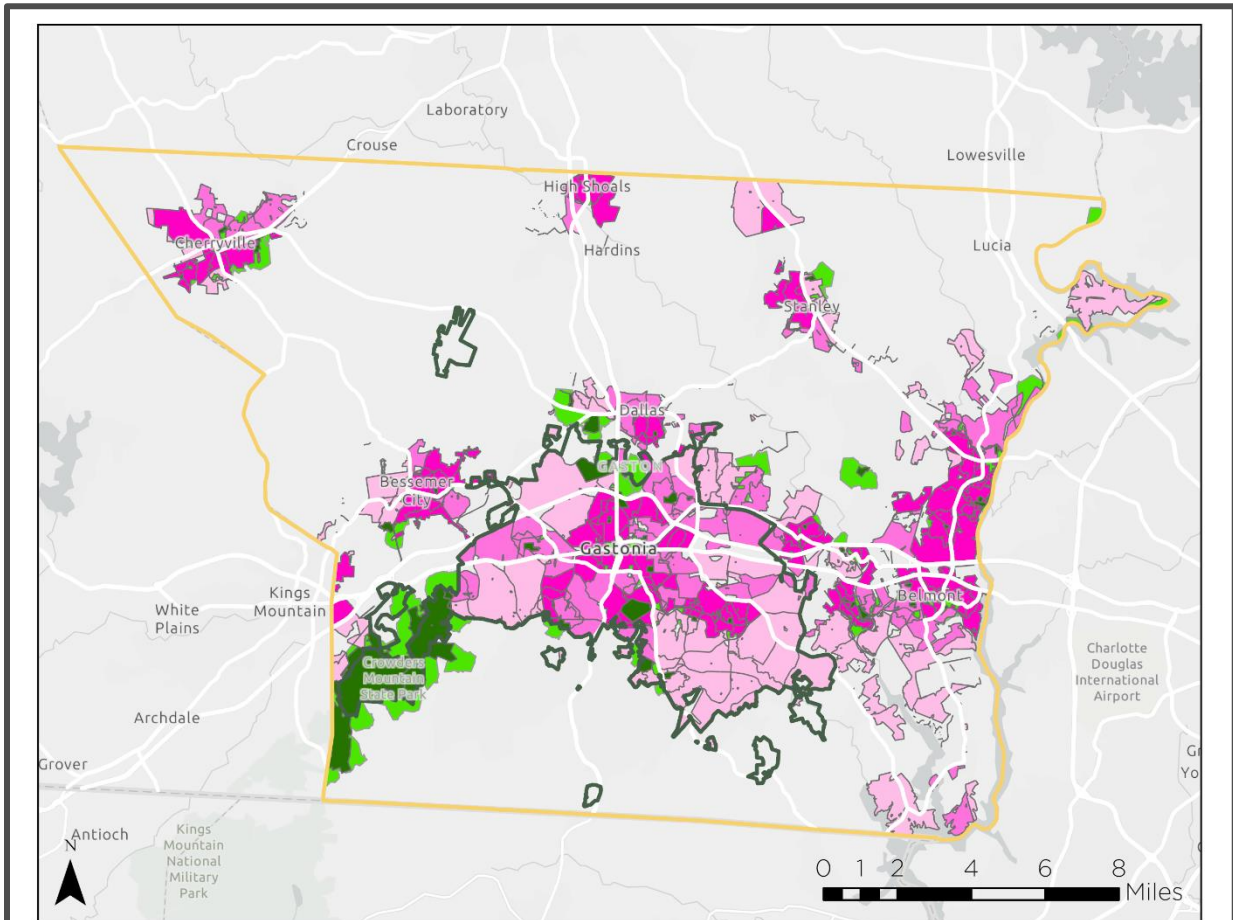 Laboratory
Crouse
Lowesville
High Shoals
Cherryville
Hardins
Lucia
Stanley
Dallas
GASTON
Bessemer
City
Gastonia
Kings
Mountain
White
Plains
Belmont
Crowders
Mountain
State Park
Charlotte
Douglas
International
Airport
Archdale
Grover
Gr
Yo
Antioch
Kings
Mountain
National
Military
Park
N
0 1 2 4 6 8
Miles